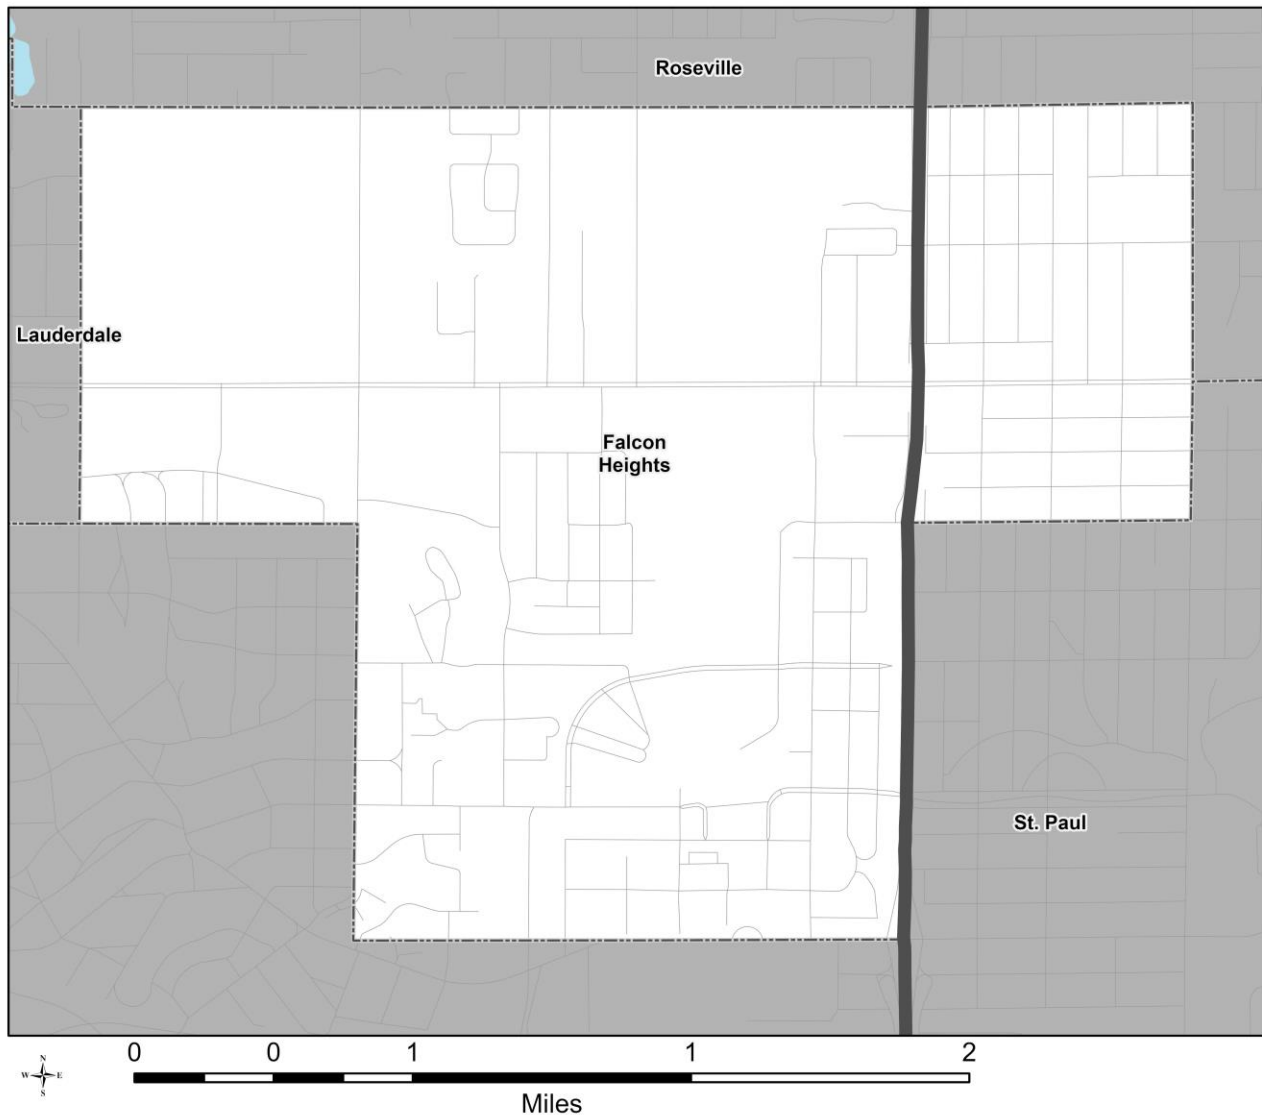 Roseville
Lauderdale
Falcon
Heights
St. Paul
N
W E
S
0 0 1 1 2
Miles